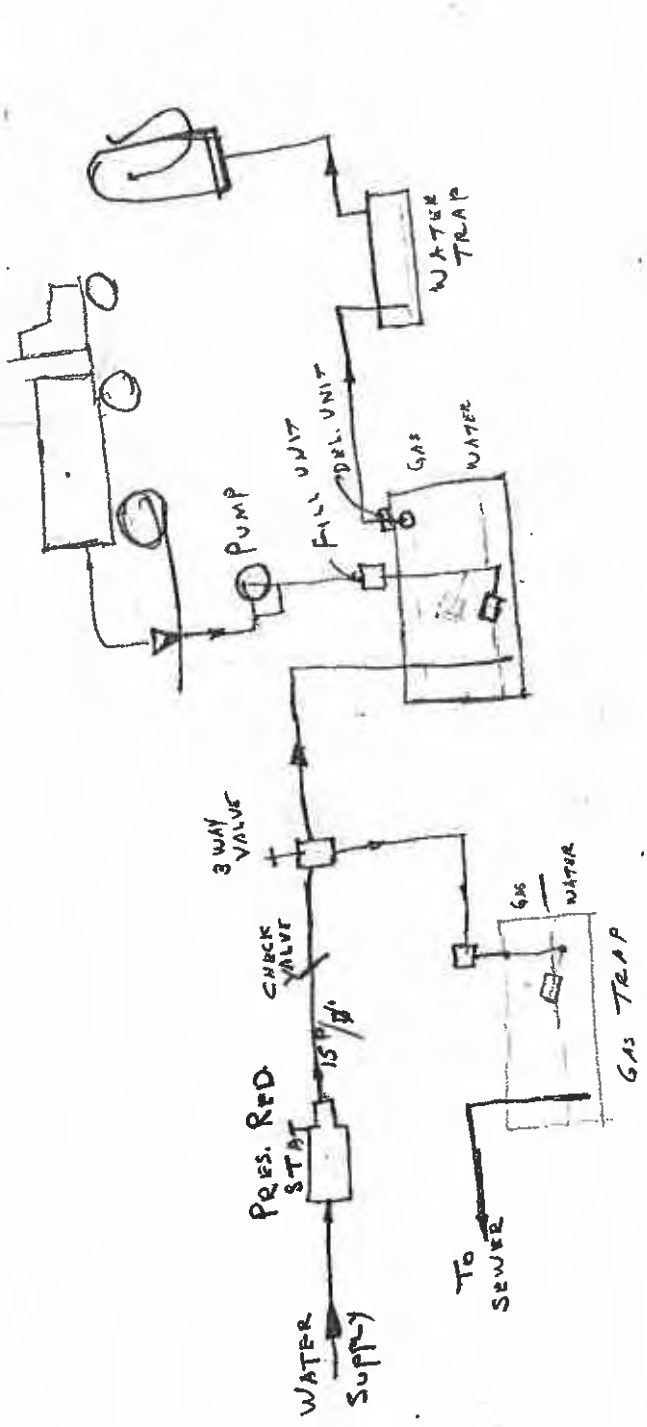 WATER
SUPPLY
PRES. RED.
STAT
15 #/□"
CHECK
VALVE
3 WAY
VALVE
PUMP
FILL UNIT
DEL. UNIT
GAS
WATER
WATER
TRAP
TO
SEWER
GAS
WATER
GAS TRAP